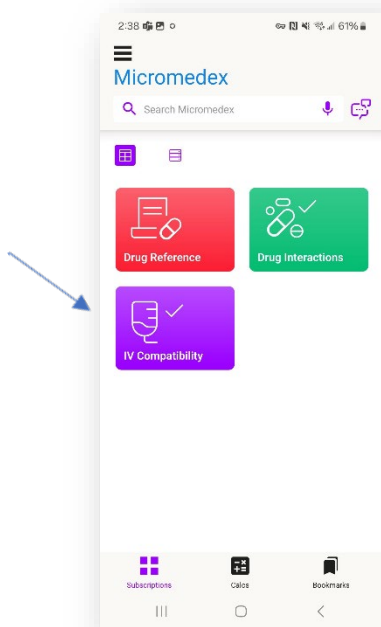 2:38 61%
Micromedex
Search Micromedex
Drug Reference
Drug Interactions
IV Compatibility
Subscriptions
Calcs
Bookmarks